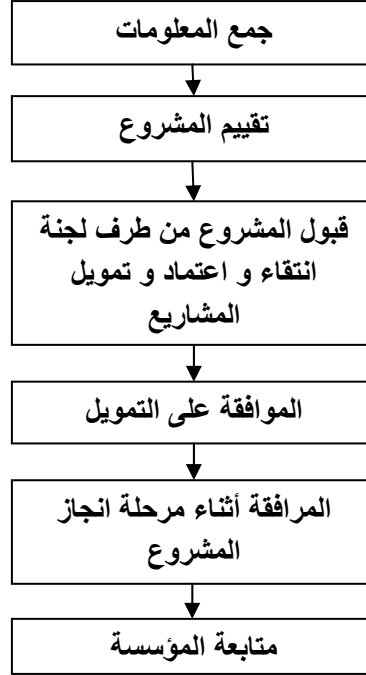 جمع المعلومات
تقييم المشروع
قبول المشروع من طرف لجنة
انتقاء و اعتماد و تمويل
المشاريع
الموافقة على التمويل
المرافقة أثناء مرحلة انجاز
المشروع
متابعة المؤسسة